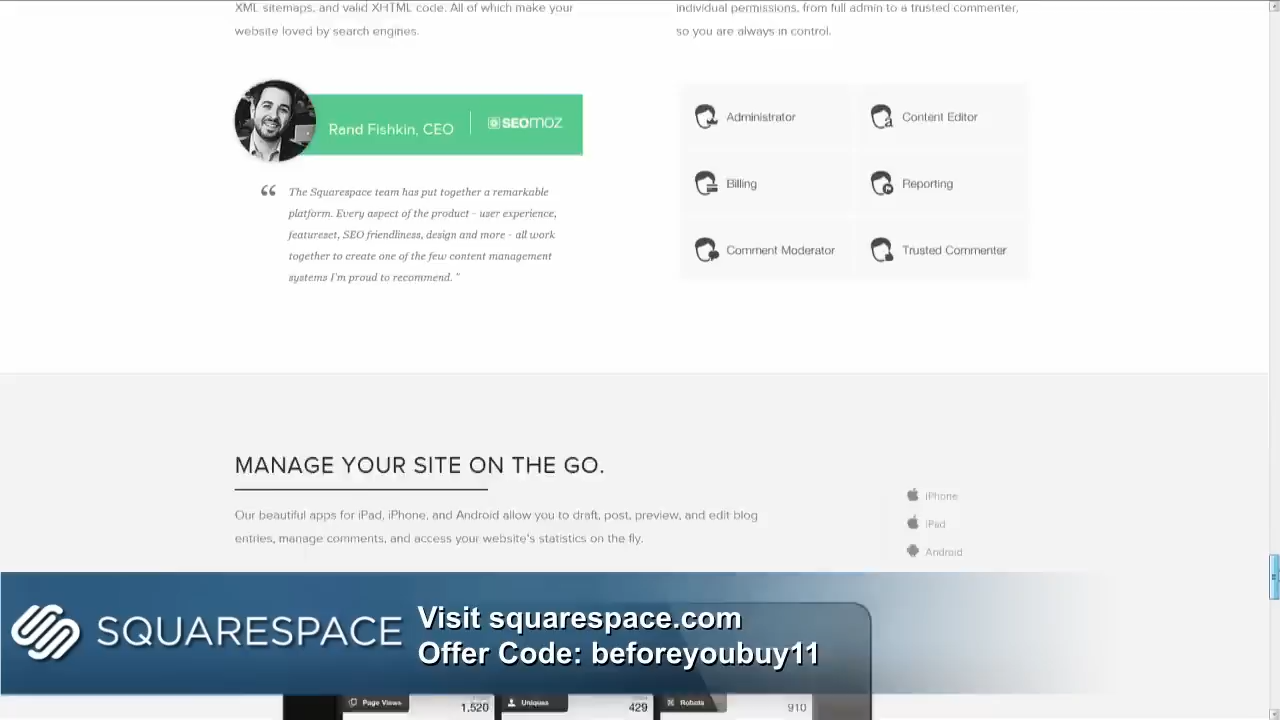 XML sitemaps, and valid XHTML code. All of which make your
website loved by search engines.
individual permissions, from full admin to a trusted commenter,
so you are always in control.
Rand Fishkin, CEO
SEOmoz
“ The Squarespace team has put together a remarkable
platform. Every aspect of the product - user experience,
featureset, SEO friendliness, design and more - all work
together to create one of the few content management
systems I'm proud to recommend. ”
Administrator
Content Editor
Billing
Reporting
Comment Moderator
Trusted Commenter
MANAGE YOUR SITE ON THE GO.
Our beautiful apps for iPad, iPhone, and Android allow you to draft, post, preview, and edit blog
entries, manage comments, and access your website's statistics on the fly.
iPhone
iPad
Android
SQUARESPACE
Visit squarespace.com
Offer Code: beforeyoubuy11
Page Views
1,520
Uniques
429
Robots
910